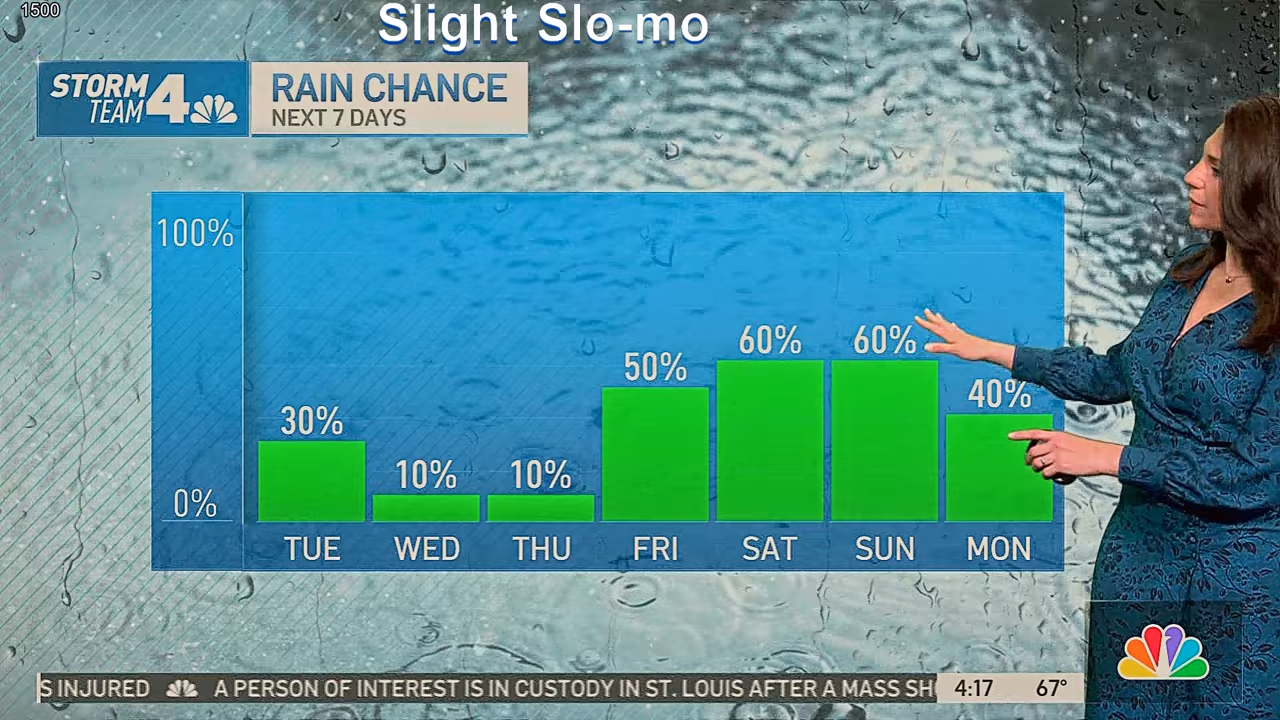 1500
Slight Slo-mo
STORM TEAM 4
RAIN CHANCE
NEXT 7 DAYS
100%
0%
30%
10%
10%
50%
60%
60%
40%
TUE WED THU FRI SAT SUN MON
S INJURED A PERSON OF INTEREST IS IN CUSTODY IN ST. LOUIS AFTER A MASS SH
4:17 67°